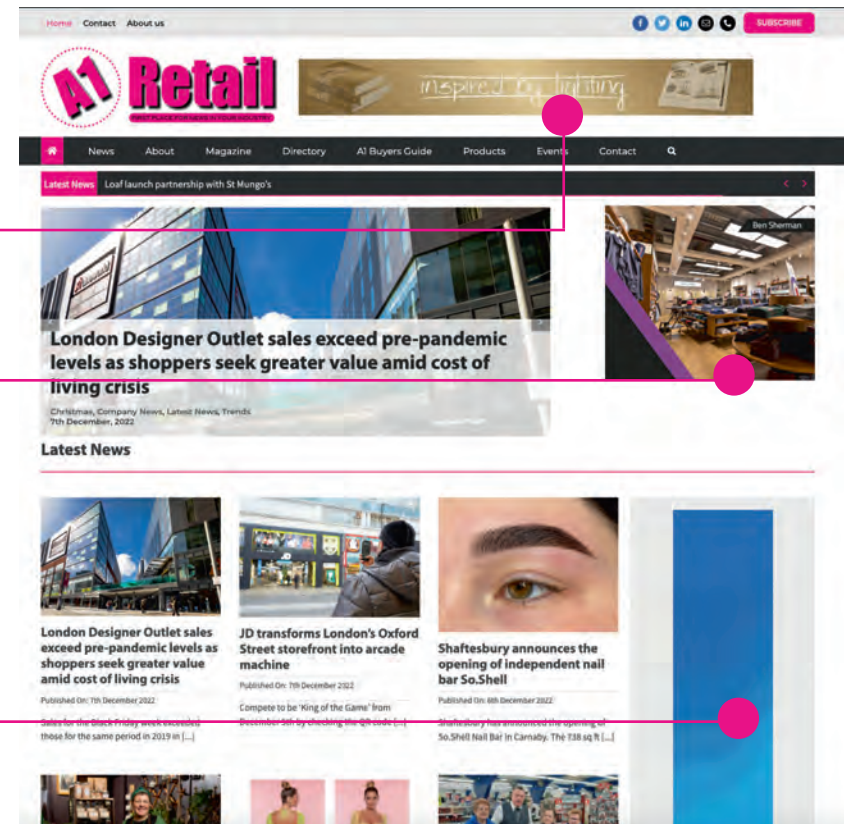 Home Contact About us
SUBSCRIBE
A1 Retail
FIRST PLACE FOR NEWS IN YOUR INDUSTRY
inspired by lighting
News About Magazine Directory A1 Buyers Guide Products Events Contact
Latest News Loaf launch partnership with St Mungo's
Ben Sherman
London Designer Outlet sales exceed pre-pandemic
levels as shoppers seek greater value amid cost of
living crisis
Christmas, Company News, Latest News, Trends
7th December, 2022
Latest News
London Designer Outlet sales
exceed pre-pandemic levels as
shoppers seek greater value
amid cost of living crisis
Published On: 7th December 2022
Sales for the Black Friday week exceeded
those for the same period in 2019 in [...]
JD
JD transforms London's Oxford
Street storefront into arcade
machine
Published On: 7th December 2022
Compete to be 'King of the Game' from
December 5th by checking the QR code [...]
Shaftesbury announces the
opening of independent nail
bar So.Shell
Published On: 6th December 2022
Shaftesbury has announced the opening of
So.Shell Nail Bar in Carnaby. The 738 sq ft [...]